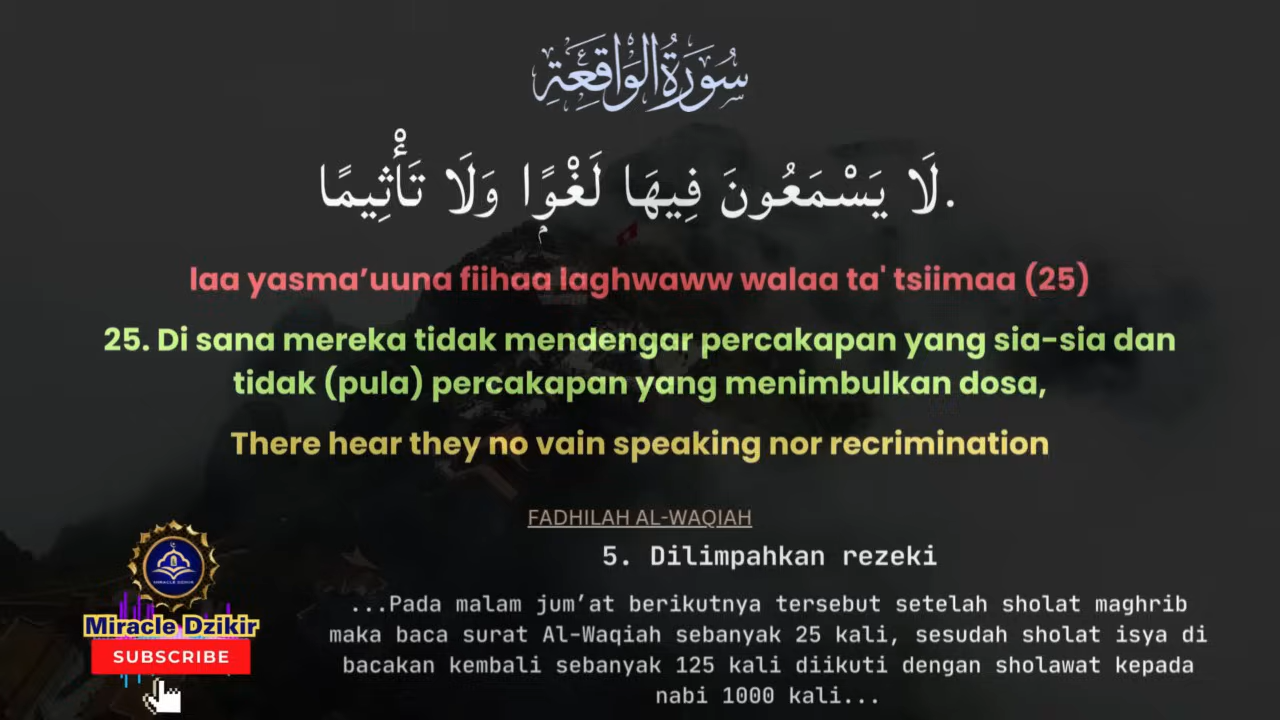 سُورَةُ الوَاقِعَةِ
.لَا يَسْمَعُونَ فِيهَا لَغْوًۭا وَلَا تَأْثِيمًا
laa yasma’uuna fiihaa laghwaww walaa ta' tsiimaa (25)
25. Di sana mereka tidak mendengar percakapan yang sia-sia dan
tidak (pula) percakapan yang menimbulkan dosa,
There hear they no vain speaking nor recrimination
FADHILAH AL-WAQIAH
5. Dilimpahkan rezeki
...Pada malam jum’at berikutnya tersebut setelah sholat maghrib
maka baca surat Al-Waqiah sebanyak 25 kali, sesudah sholat isya di
bacakan kembali sebanyak 125 kali diikuti dengan sholawat kepada
nabi 1000 kali...
MIRACLE DZIKIR
Miracle Dzikir
SUBSCRIBE